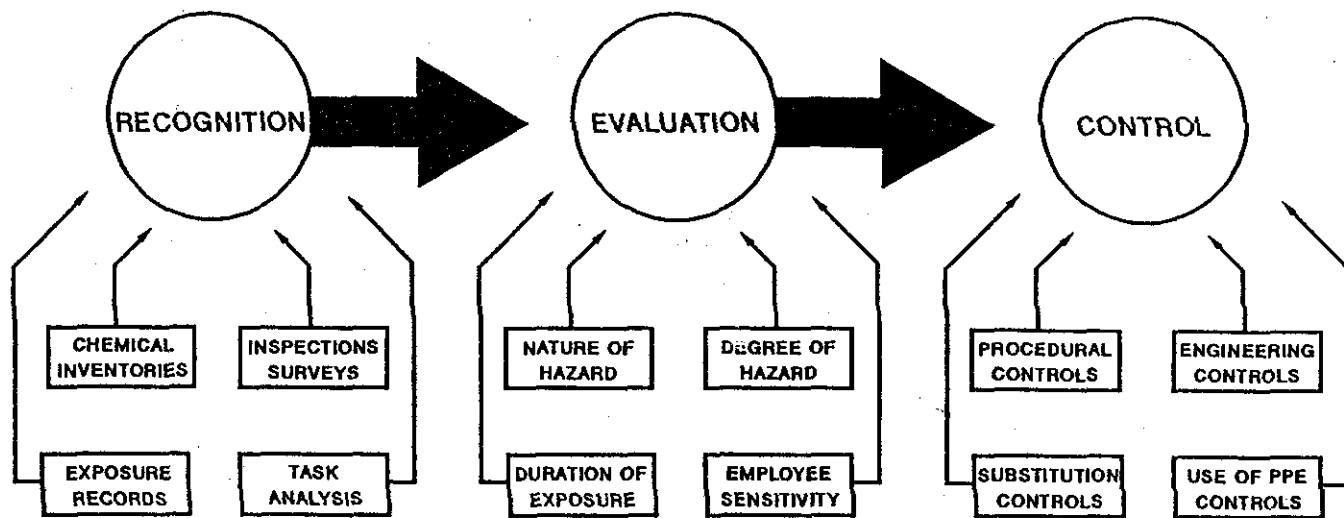 RECOGNITION
EVALUATION
CONTROL
CHEMICAL
INVENTORIES
INSPECTIONS
SURVEYS
NATURE OF
HAZARD
DEGREE OF
HAZARD
PROCEDURAL
CONTROLS
ENGINEERING
CONTROLS
EXPOSURE
RECORDS
TASK
ANALYSIS
DURATION OF
EXPOSURE
EMPLOYEE
SENSITIVITY
SUBSTITUTION
CONTROLS
USE OF PPE
CONTROLS